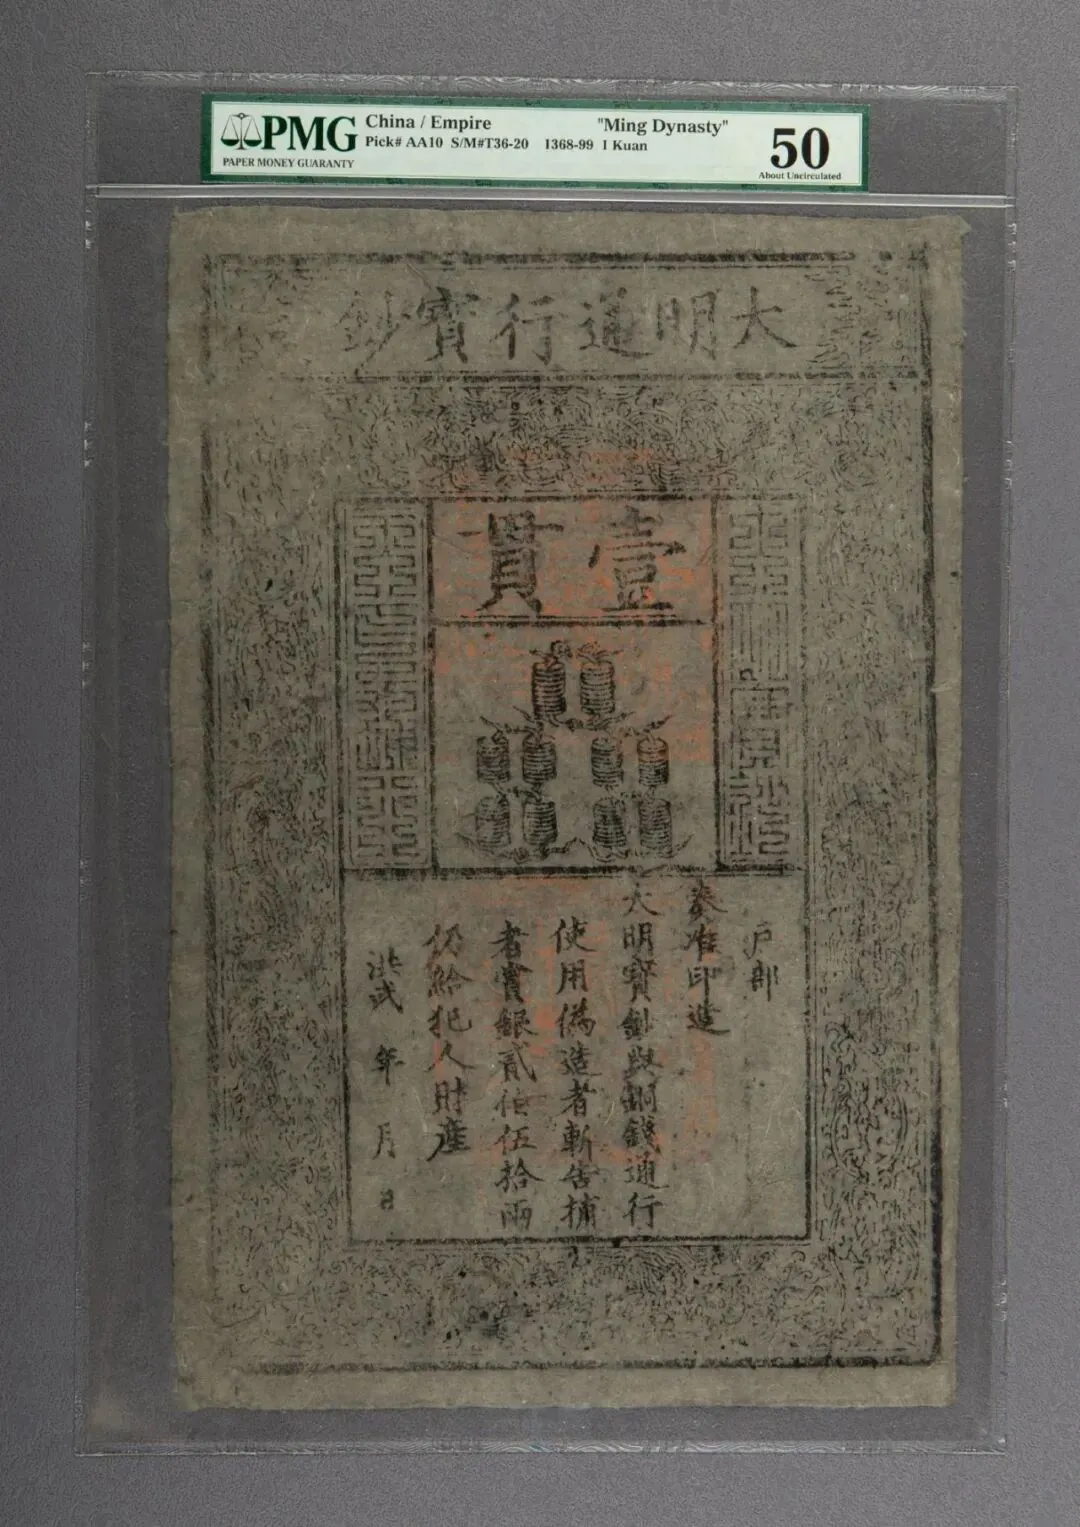 PMG
PAPER MONEY GUARANTY
China / Empire "Ming Dynasty"
Pick# AA10 S/M#T36-20 1368-99 1 Kuan
50
About Uncirculated
大明通行寶鈔
壹貫
户部
奏准印造
大明寶鈔與銅錢通行
使用偽造者斬告捕
者賞銀貳伯伍拾兩
仍給犯人財產
洪武 年 月 日